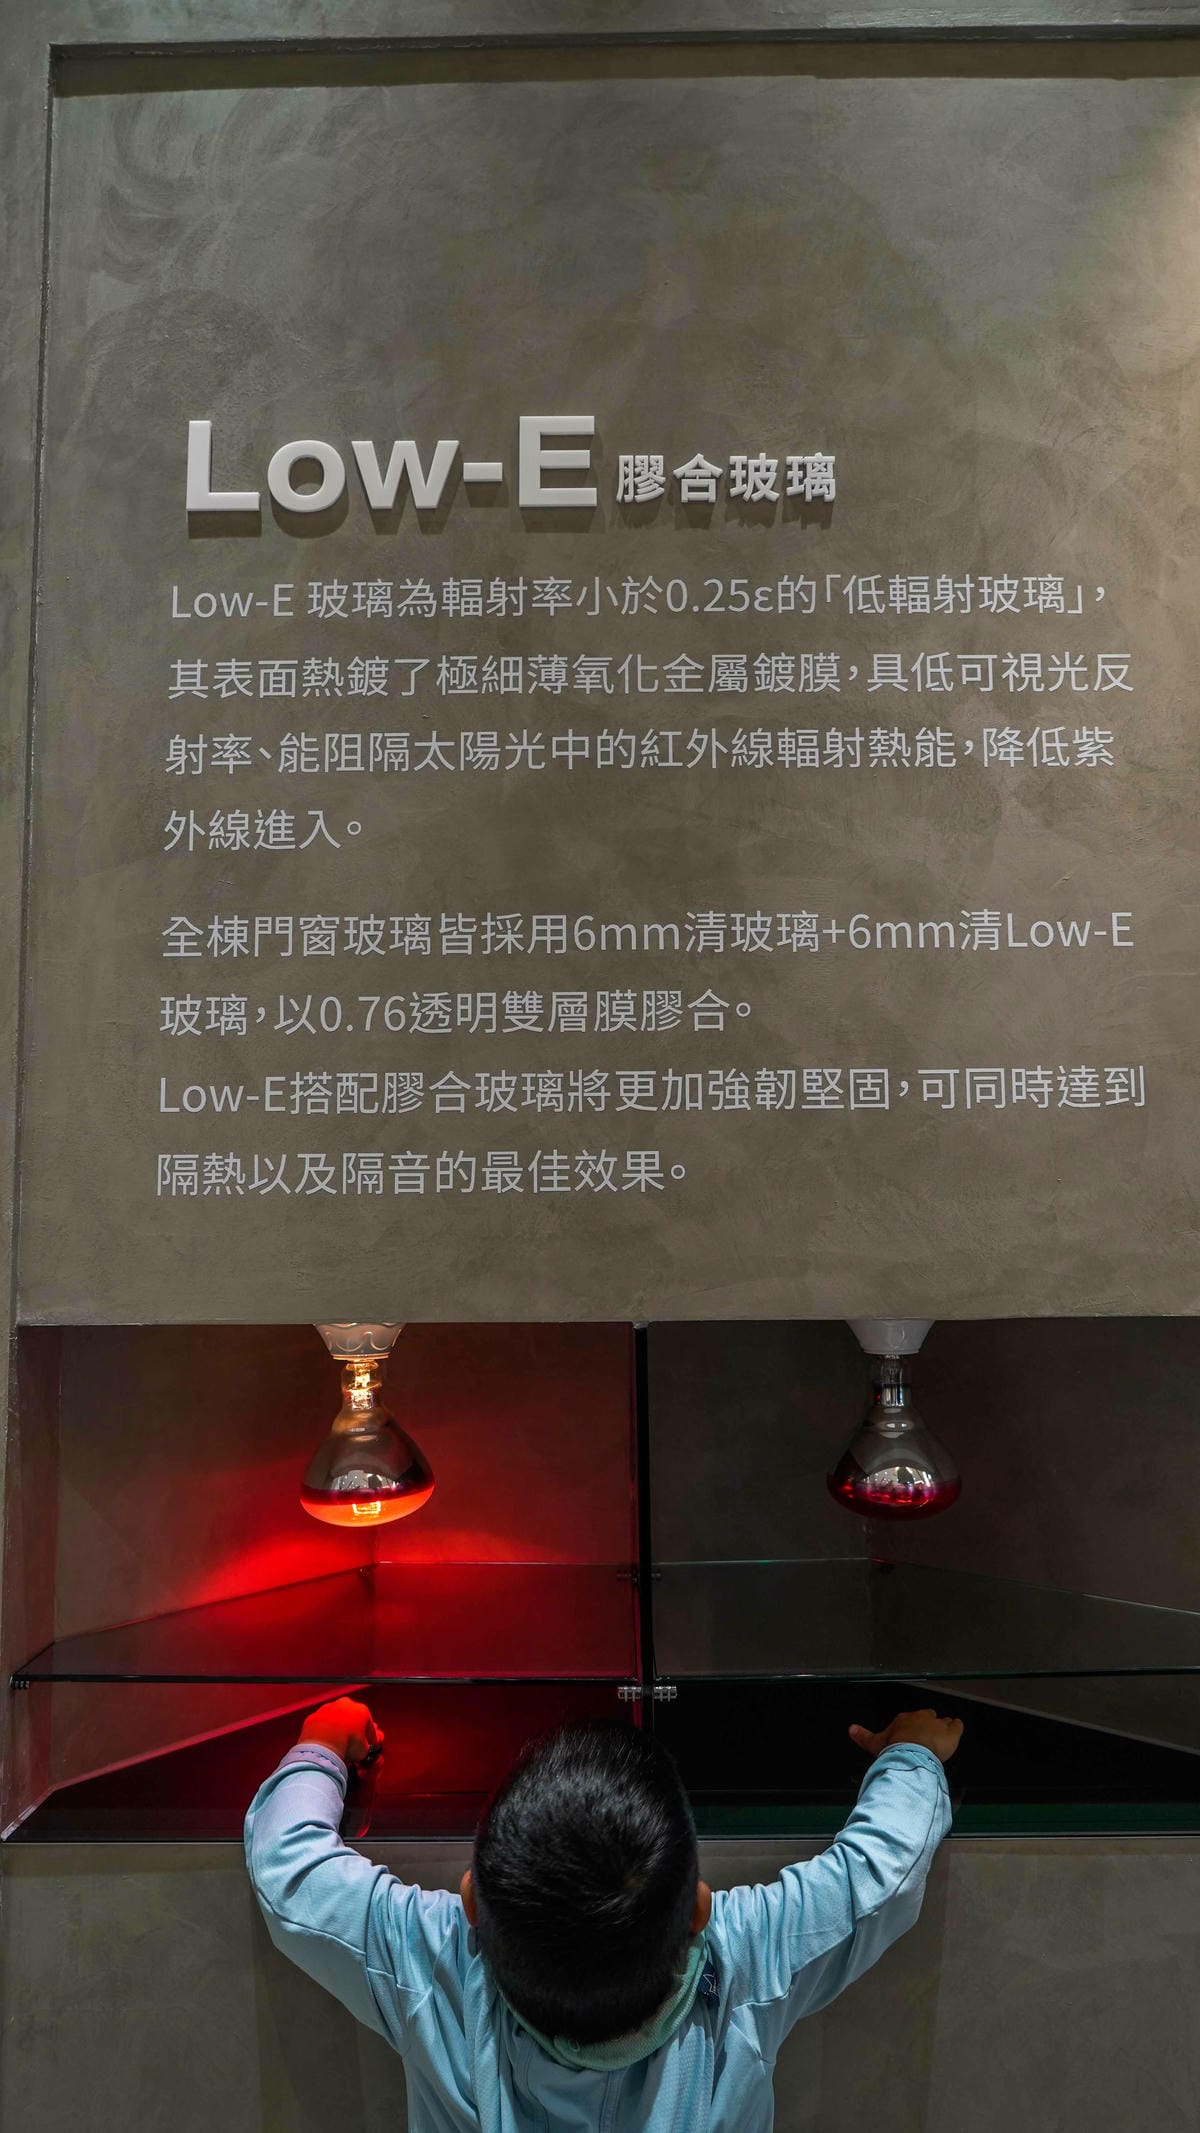 Low-E 膠合玻璃
Low-E 玻璃為輻射率小於0.25ε的「低輻射玻璃」，
其表面熱鍍了極細薄氧化金屬鍍膜，具低可視光反
射率、能阻隔太陽光中的紅外線輻射熱能，降低紫
外線進入。
全棟門窗玻璃皆採用6mm清玻璃+6mm清Low-E
玻璃，以0.76透明雙層膜膠合。
Low-E搭配膠合玻璃將更加強韌堅固，可同時達到
隔熱以及隔音的最佳效果。